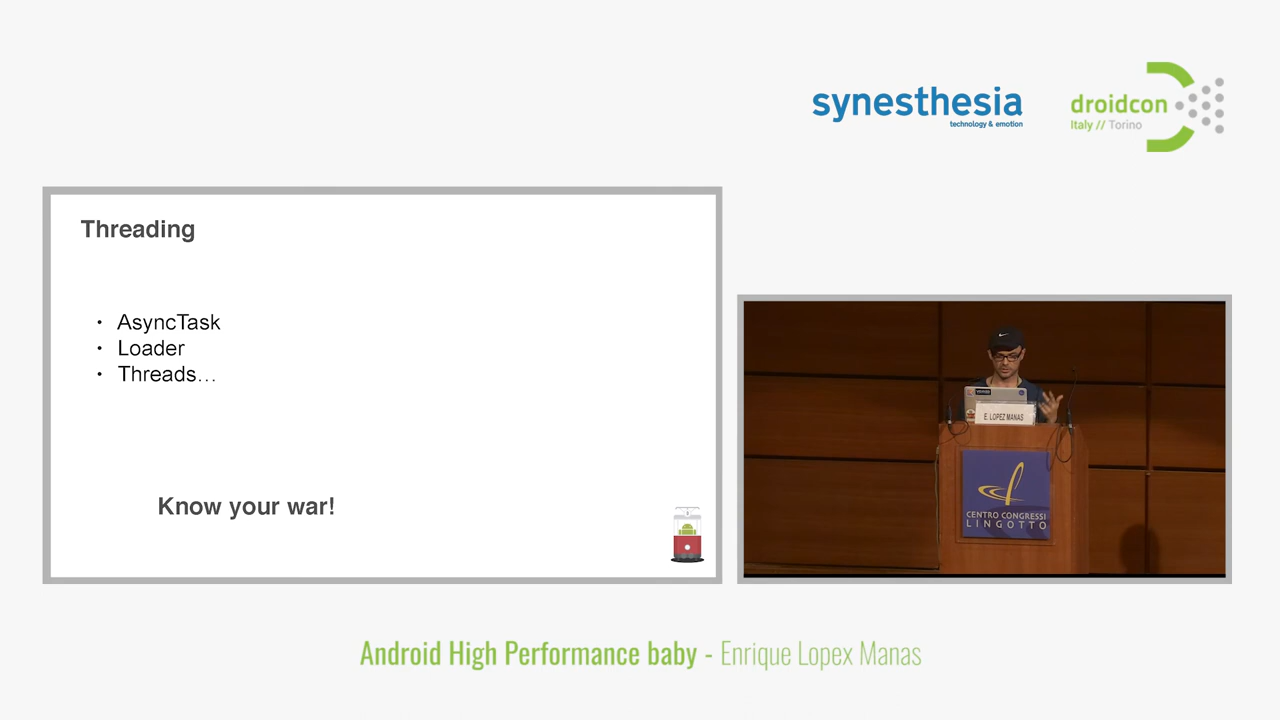 synesthesia
technology & emotion
droidcon
Italy // Torino
Threading
• AsyncTask
• Loader
• Threads…
Know your war!
E. LOPEZ MANAS
CENTRO CONGRESSI
LINGOTTO
Android High Performance baby - Enrique Lopex Manas